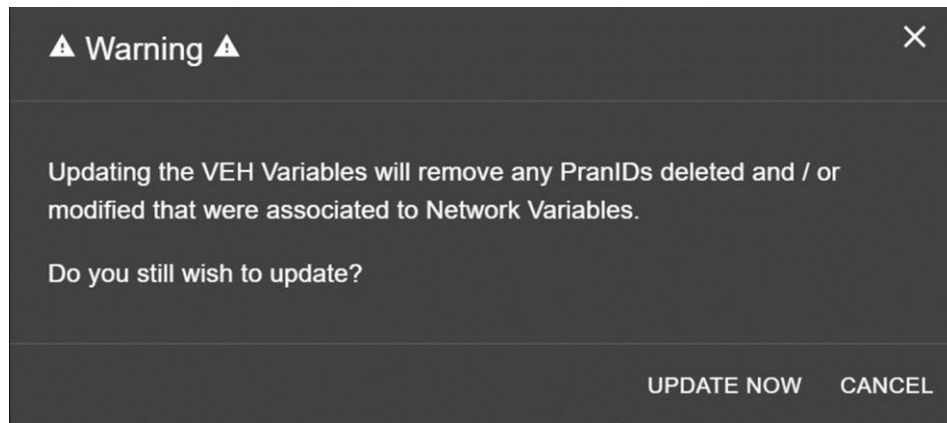 ⚠ Warning ⚠
Updating the VEH Variables will remove any PranIDs deleted and / or
modified that were associated to Network Variables.
Do you still wish to update?
UPDATE NOW CANCEL